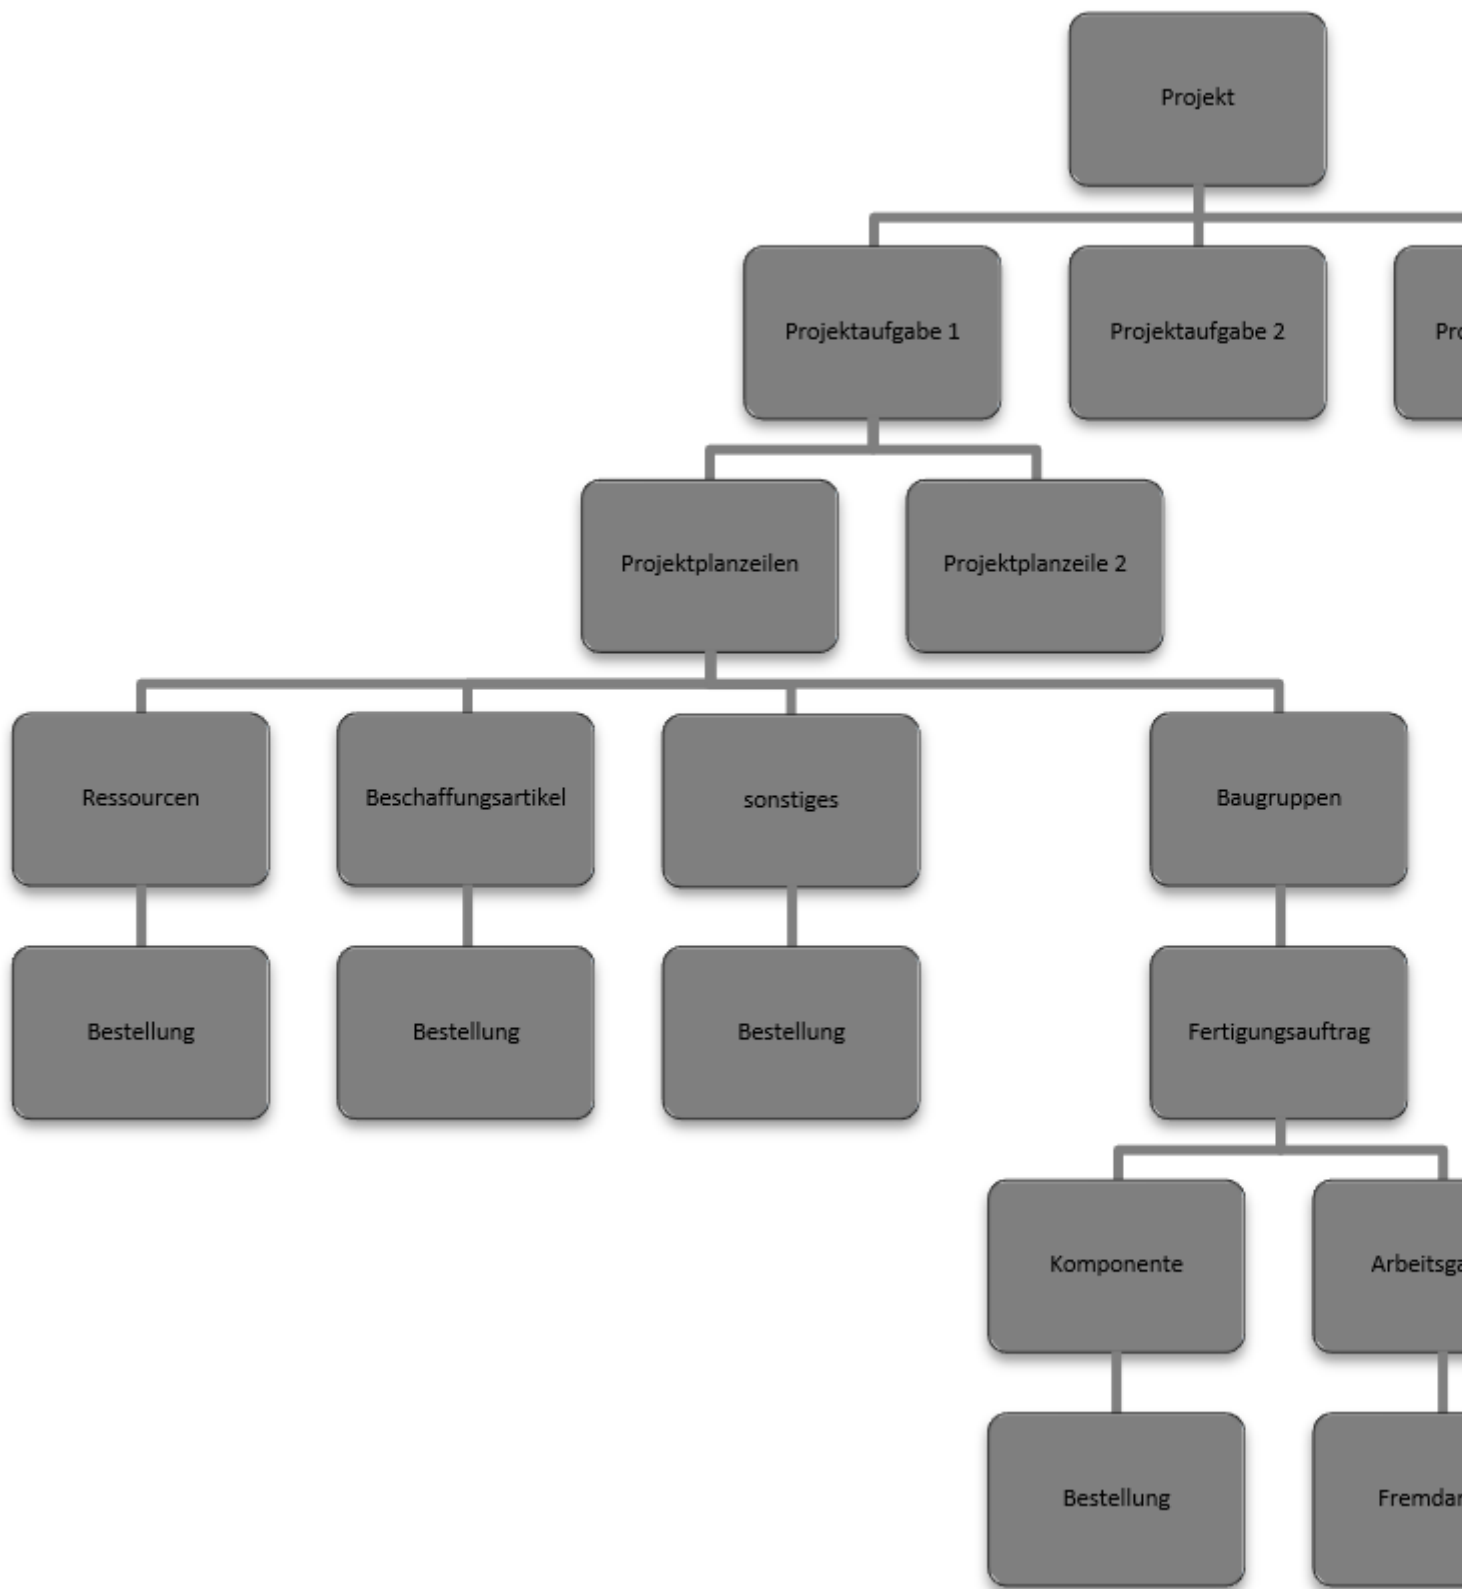 Projekt
Projektaufgabe 1
Projektaufgabe 2
Projektplanzeilen
Projektplanzeile 2
Ressourcen
Beschaffungsartikel
sonstiges
Baugruppen
Bestellung
Bestellung
Bestellung
Fertigungsauftrag
Komponente
Bestellung